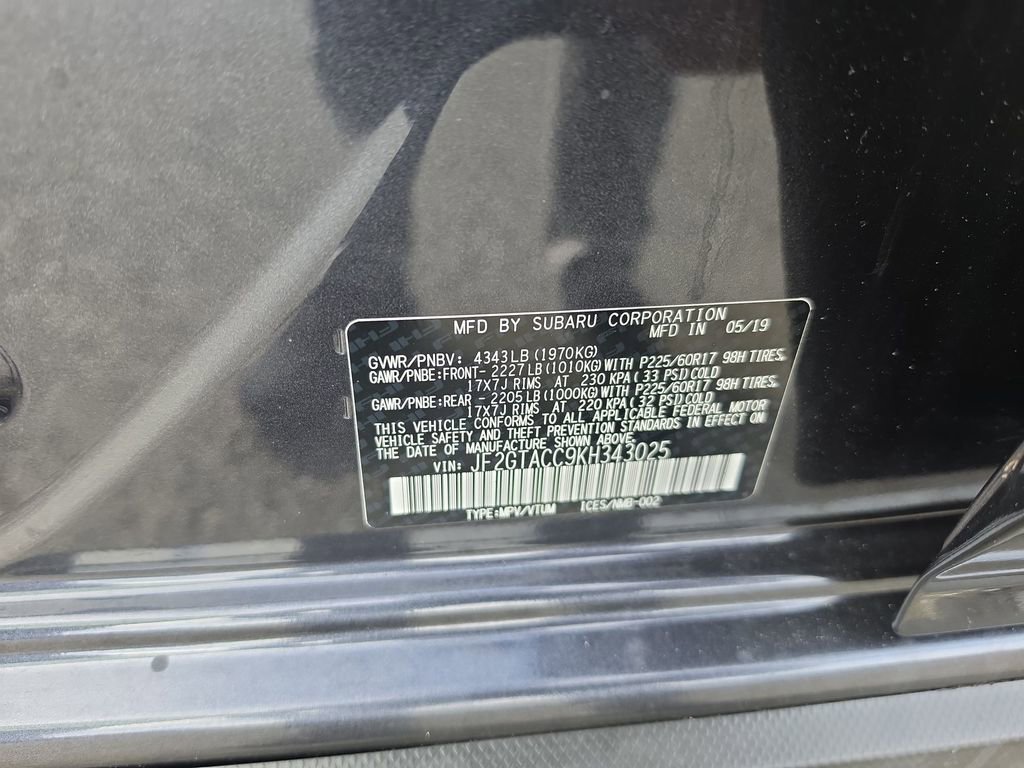 MFD BY SUBARU CORPORATION
MFD IN 05/19
GVWR/PNBV: 4343LB (1970KG)
GAWR/PNBE:FRONT- 2227LB(1010KG)WITH P225/60R17 98H TIRES
17X7J RIMS AT 230 KPA(33 PSI)COLD
GAWR/PNBE:REAR - 2205LB(1000KG)WITH P225/60R17 98H TIRES.
17X7J RIMS AT 220 KPA(32 PSI)COLD
THIS VEHICLE CONFORMS TO ALL APPLICABLE FEDERAL MOTOR
VEHICLE SAFETY AND THEFT PREVENTION STANDARDS IN EFFECT ON
THE DATE OF MANUFACTURE SHOWN ABOVE.
VIN: JF2GTACC9KH343025
TYPE:MPV/VTUM ICES/NMB-002